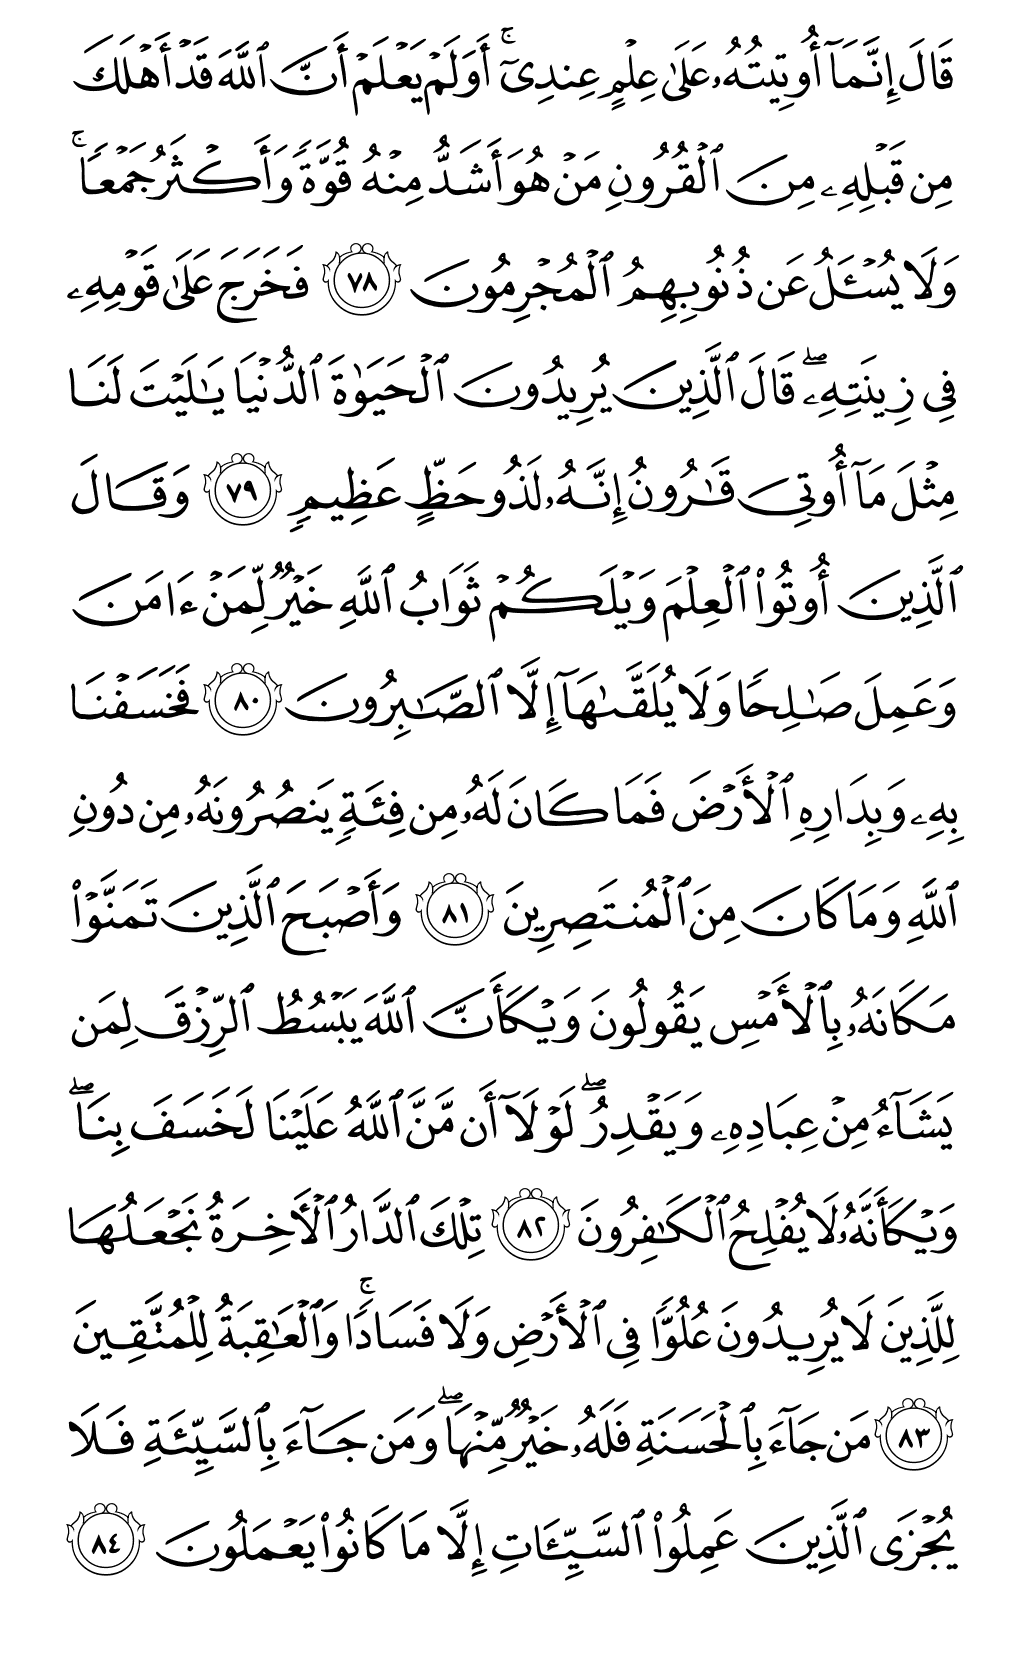 قَالَ إِنَّمَآ أُوتِيتُهُۥ عَلَىٰ عِلْمٍ عِندِىٓ ۚ أَوَلَمْ يَعْلَمْ أَنَّ ٱللَّهَ قَدْ أَهْلَكَ
مِن قَبْلِهِۦ مِنَ ٱلْقُرُونِ مَنْ هُوَ أَشَدُّ مِنْهُ قُوَّةً وَأَكْثَرُ جَمْعًا ۚ
وَلَا يُسْـَٔلُ عَن ذُنُوبِهِمُ ٱلْمُجْرِمُونَ ٧٨ فَخَرَجَ عَلَىٰ قَوْمِهِۦ
فِى زِينَتِهِۦ ۖ قَالَ ٱلَّذِينَ يُرِيدُونَ ٱلْحَيَوٰةَ ٱلدُّنْيَا يَـٰلَيْتَ لَنَا
مِثْلَ مَآ أُوتِىَ قَـٰرُونُ إِنَّهُۥ لَذُو حَظٍّ عَظِيمٍ ٧٩ وَقَالَ
ٱلَّذِينَ أُوتُوا۟ ٱلْعِلْمَ وَيْلَكُمْ ثَوَابُ ٱللَّهِ خَيْرٌ لِّمَنْ ءَامَنَ
وَعَمِلَ صَـٰلِحًا وَلَا يُلَقَّىٰهَآ إِلَّا ٱلصَّـٰبِرُونَ ٨٠ فَخَسَفْنَا
بِهِۦ وَبِدَارِهِ ٱلْأَرْضَ فَمَا كَانَ لَهُۥ مِن فِئَةٍ يَنصُرُونَهُۥ مِن دُونِ
ٱللَّهِ وَمَا كَانَ مِنَ ٱلْمُنتَصِرِينَ ٨١ وَأَصْبَحَ ٱلَّذِينَ تَمَنَّوْا۟
مَكَانَهُۥ بِٱلْأَمْسِ يَقُولُونَ وَيْكَأَنَّ ٱللَّهَ يَبْسُطُ ٱلرِّزْقَ لِمَن
يَشَآءُ مِنْ عِبَادِهِۦ وَيَقْدِرُ ۖ لَوْلَآ أَن مَّنَّ ٱللَّهُ عَلَيْنَا لَخَسَفَ بِنَا ۖ
وَيْكَأَنَّهُۥ لَا يُفْلِحُ ٱلْكَـٰفِرُونَ ٨٢ تِلْكَ ٱلدَّارُ ٱلْـَٔاخِرَةُ نَجْعَلُهَا
لِلَّذِينَ لَا يُرِيدُونَ عُلُوًّا فِى ٱلْأَرْضِ وَلَا فَسَادًا ۚ وَٱلْعَـٰقِبَةُ لِلْمُتَّقِينَ
٨٣ مَن جَآءَ بِٱلْحَسَنَةِ فَلَهُۥ خَيْرٌ مِّنْهَا ۖ وَمَن جَآءَ بِٱلسَّيِّئَةِ فَلَا
يُجْزَى ٱلَّذِينَ عَمِلُوا۟ ٱلسَّيِّـَٔاتِ إِلَّا مَا كَانُوا۟ يَعْمَلُونَ ٨٤